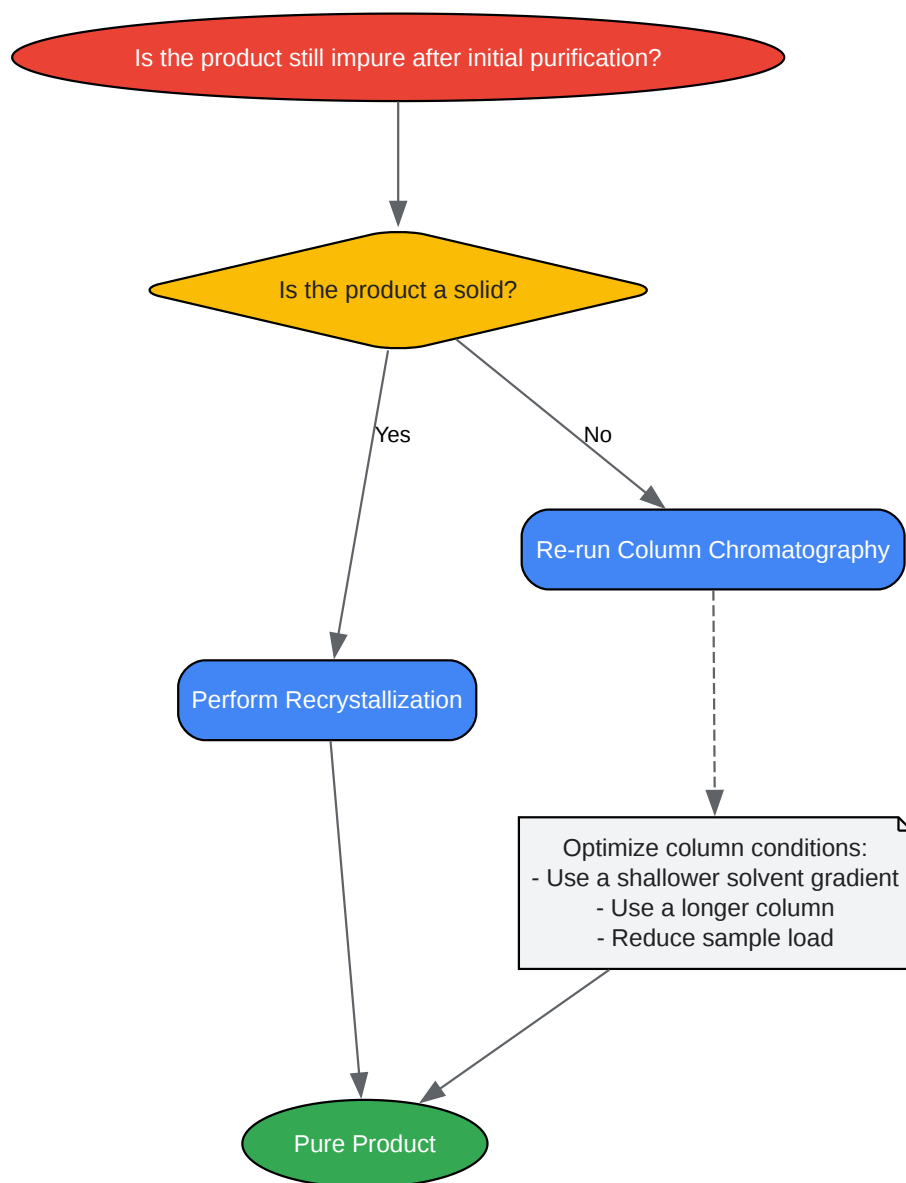 Is the product still impure after initial purification?
Is the product a solid?
Yes
No
Re-run Column Chromatography
Perform Recrystallization
Optimize column conditions:
- Use a shallower solvent gradient
- Use a longer column
- Reduce sample load
Pure Product